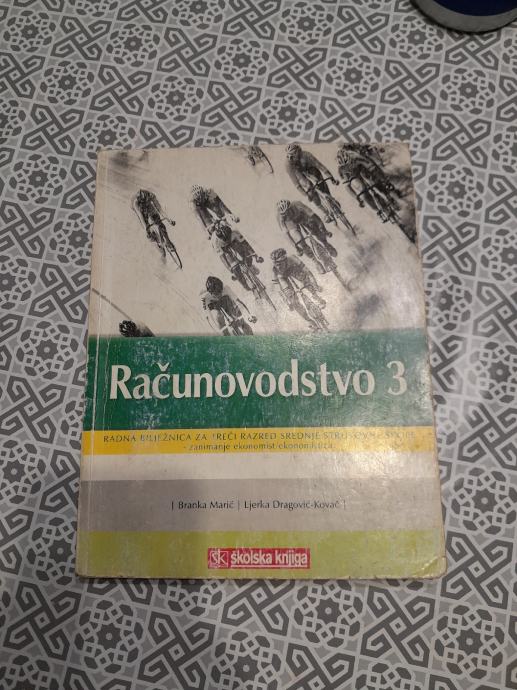 Računovodstvo 3
RADNA BILJEŽNICA ZA TREĆI RAZRED SREDNJE STRUKOVNE ŠKOLE
- zanimanje ekonomist/ekonomistica
| Branka Marić | Ljerka Dragović-Kovač |
ŠK školska knjiga